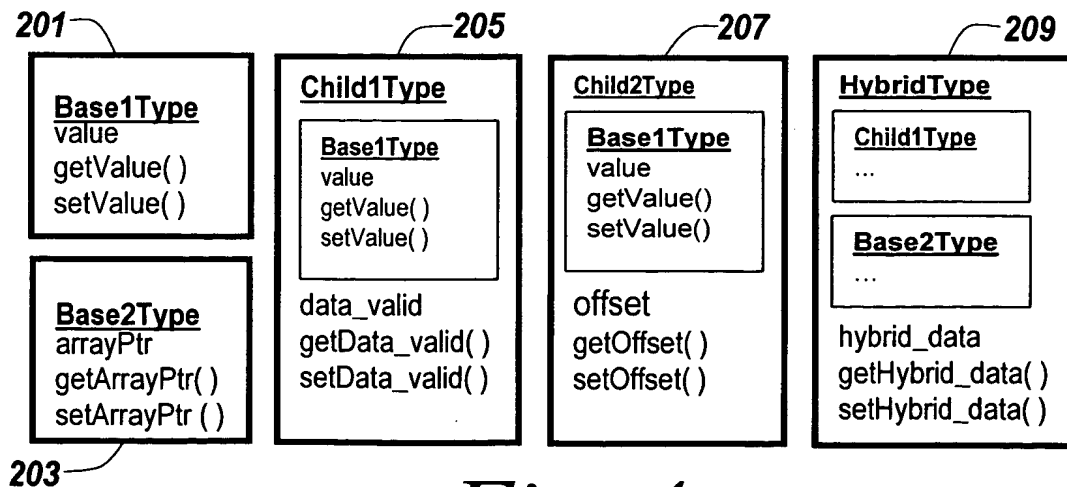 201
Base1Type
value
getValue( )
setValue( )
Base2Type
arrayPtr
getArrayPtr( )
setArrayPtr ( )
203
205
Child1Type
Base1Type
value
getValue( )
setValue( )
data_valid
getData_valid( )
setData_valid( )
207
Child2Type
Base1Type
value
getValue()
setValue()
offset
getOffset( )
setOffset( )
209
HybridType
Child1Type
...
Base2Type
...
hybrid_data
getHybrid_data( )
setHybrid_data( )